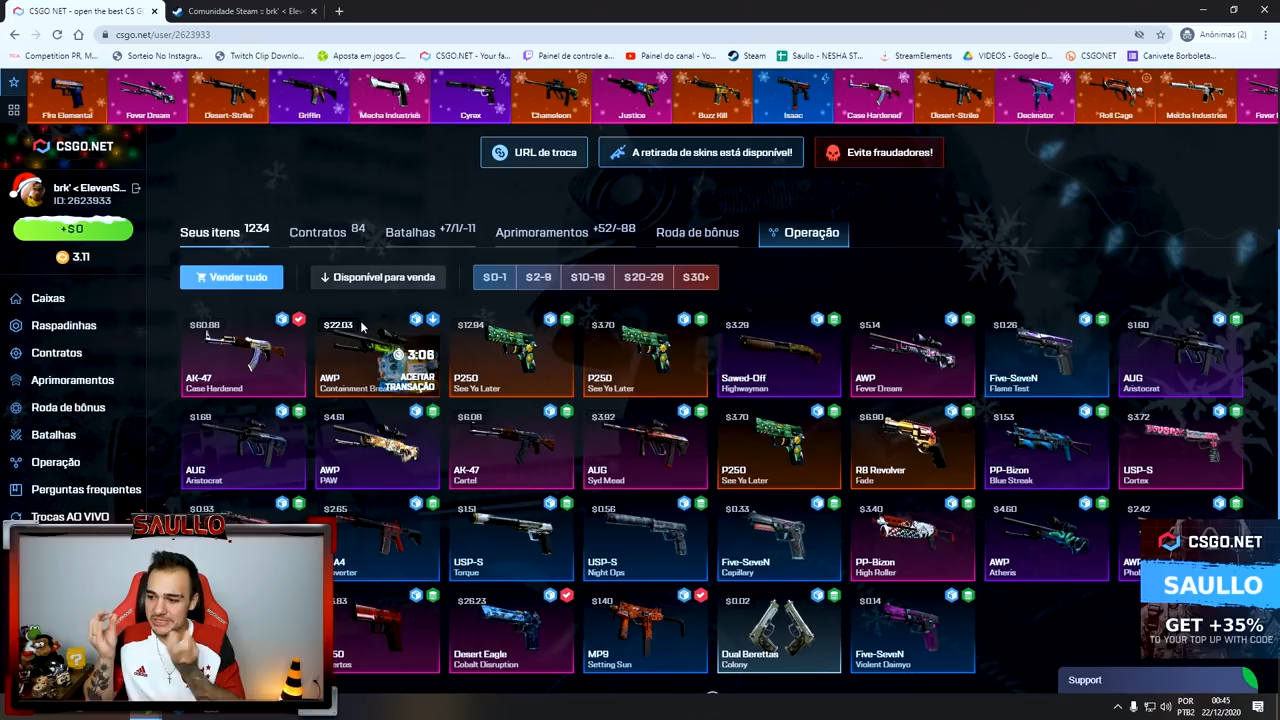 CSGO NET - open the best CS G
Comunidade Steam :: brk' < Eleve
csgo.net/user/2623933
Anónimas (2)
Competition PR, M...
Sorteio No Instagra...
Twitch Clip Downlo...
Aposta em jogos C...
CSGO.NET - Your fa...
Painel de controle a...
Painel do canal - Yo...
Steam
Saullo - NESHA ST...
StreamElements
VIDEOS - Google D...
CSGONET
Canivete Borboleta...
Fire Elemental
Fever Dream
Desert-Strike
Griffin
Mecha Industries
Cyrex
Chameleon
Justice
Buzz Kill
Isaac
Case Hardened
Desert-Strike
Decimator
Roll Cage
Mecha Industries
Fever
CSGO.NET
URL de troca
A retirada de skins está disponível!
Evite fraudadores!
brk' < ElevenS...
ID: 2623933
+$0
3.11
Seus itens 1234
Contratos 84
Batalhas +7/1/-11
Aprimoramentos +52/-88
Roda de bônus
Operação
Vender tudo
Disponível para venda
$0-1
$2-9
$10-19
$20-29
$30+
Caixas
Raspadinhas
Contratos
Aprimoramentos
Roda de bônus
Batalhas
Operação
Perguntas frequentes
Trocas AO VIVO
$60.88
AK-47
Case Hardened
$22.03
3:06
ACEITAR
TRANSAÇÃO
AWP
Containment Brea
$12.94
P250
See Ya Later
$3.70
P250
See Ya Later
$3.29
Sawed-Off
Highwayman
$5.14
AWP
Fever Dream
$0.26
Five-SeveN
Flame Test
$1.60
AUG
Aristocrat
$1.69
AUG
Aristocrat
$4.61
AWP
PAW
$6.08
AK-47
Cartel
$3.92
AUG
Syd Mead
$3.70
P250
See Ya Later
$6.90
R8 Revolver
Fade
$1.53
PP-Bizon
Blue Streak
$3.72
USP-S
Cortex
$0.93
$2.65
A4
verter
$1.51
USP-S
Torque
$0.56
USP-S
Night Ops
$0.33
Five-SeveN
Capillary
$3.40
PP-Bizon
High Roller
$4.60
AWP
Atheris
$2.42
AW
Phob
.83
50
ertos
$26.23
Desert Eagle
Cobalt Disruption
$1.40
MP9
Setting Sun
$0.02
Dual Berettas
Colony
$0.14
Five-SeveN
Violent Daimyo
SAULLO
CSGO.NET
SAULLO
GET +35%
TO YOUR TOP UP WITH CODE
Support
POR
PTB2
00:45
22/12/2020